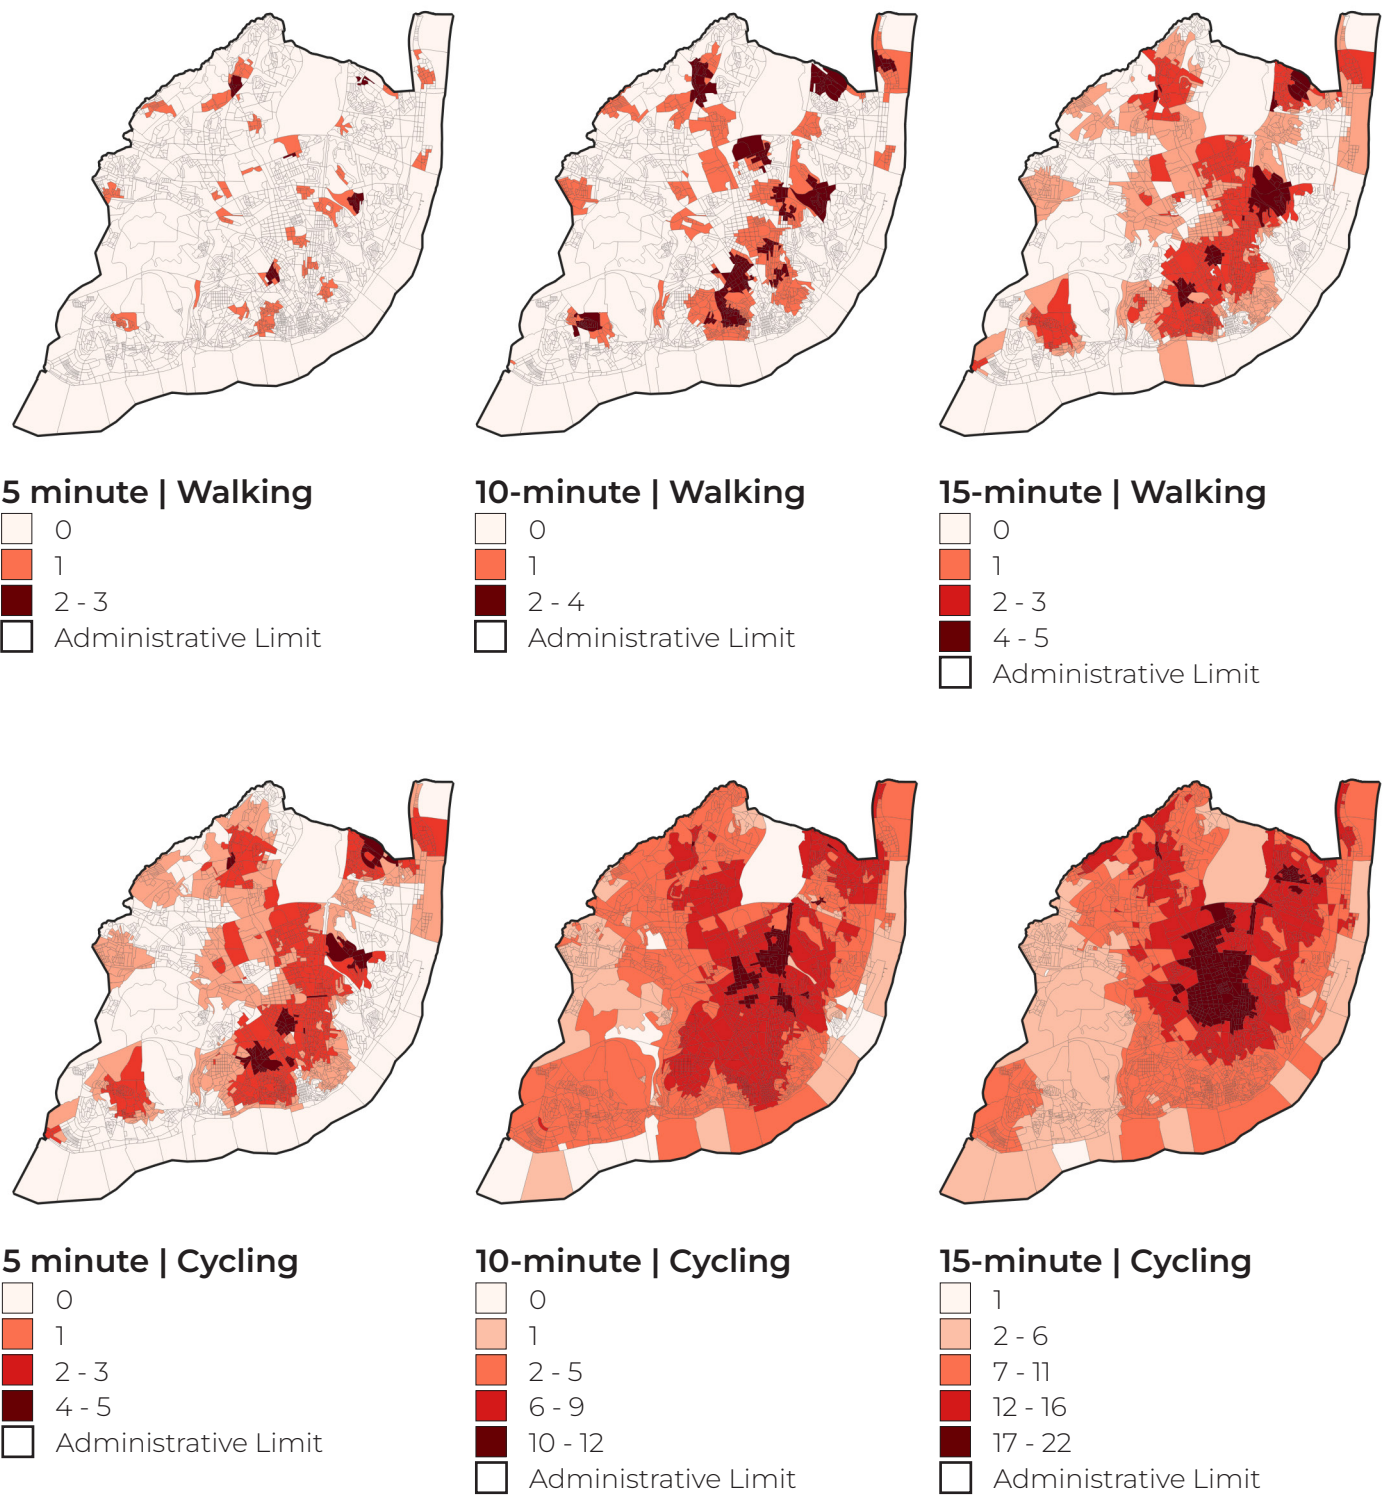 5 minute | Walking
0
1
2 - 3
Administrative Limit
10-minute | Walking
0
1
2 - 4
Administrative Limit
15-minute | Walking
0
1
2 - 3
4 - 5
Administrative Limit
5 minute | Cycling
0
1
2 - 3
4 - 5
Administrative Limit
10-minute | Cycling
0
1
2 - 5
6 - 9
10 - 12
Administrative Limit
15-minute | Cycling
1
2 - 6
7 - 11
12 - 16
17 - 22
Administrative Limit